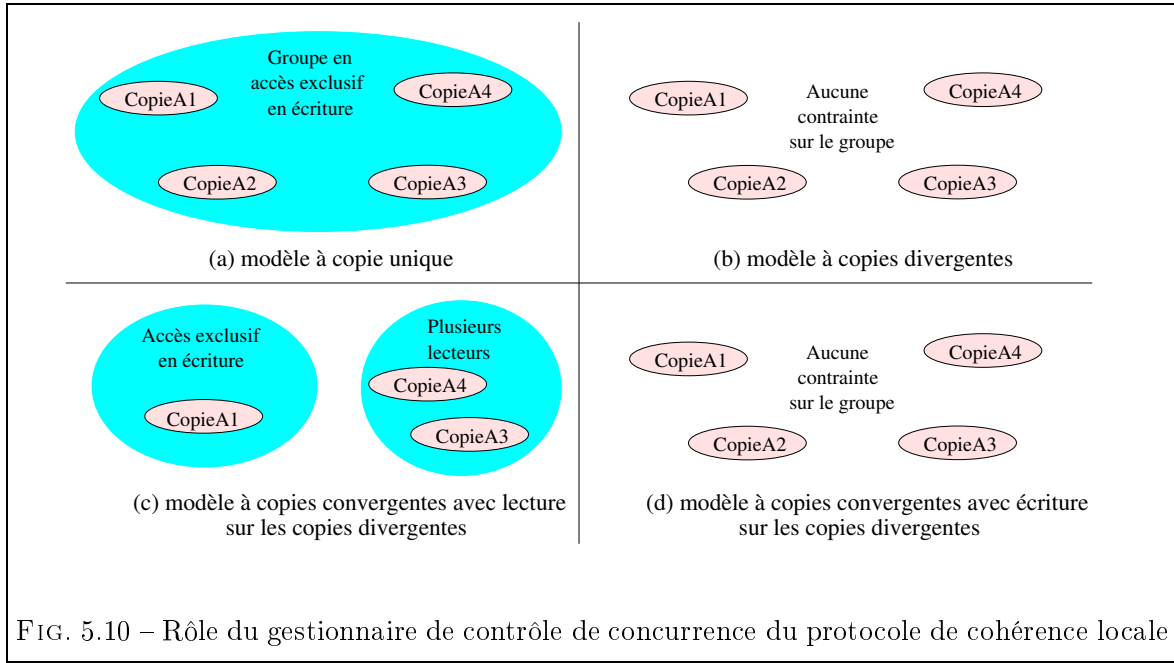 Groupe en
accès exclusif
en écriture
CopieA1
CopieA4
CopieA2
CopieA3
(a) modèle à copie unique
CopieA1
Aucune
contrainte
sur le groupe
CopieA4
CopieA2
CopieA3
(b) modèle à copies divergentes
Accès exclusif
en écriture
CopieA1
Plusieurs
lecteurs
CopieA4
CopieA3
(c) modèle à copies convergentes avec lecture
sur les copies divergentes
CopieA1
Aucune
contrainte
sur le groupe
CopieA4
CopieA2
CopieA3
(d) modèle à copies convergentes avec écriture
sur les copies divergentes
FIG. 5.10 – Rôle du gestionnaire de contrôle de concurrence du protocole de cohérence locale